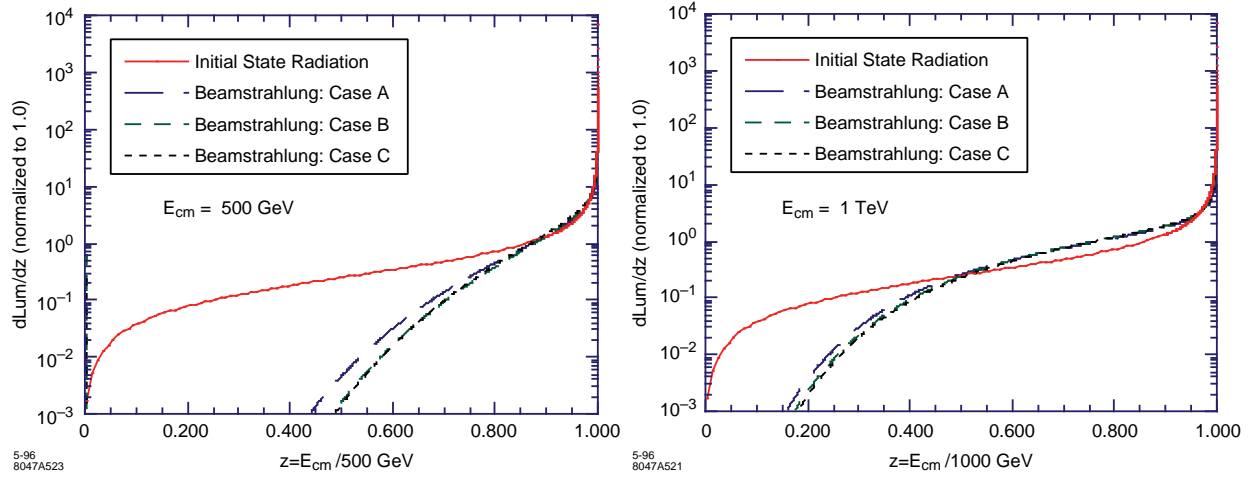 10⁴
10³
10²
10¹
10⁰
10⁻¹
10⁻²
10⁻³
dLum/dz (normalized to 1.0)
Initial State Radiation
Beamstrahlung: Case A
Beamstrahlung: Case B
Beamstrahlung: Case C
E_cm = 500 GeV
0 0.200 0.400 0.600 0.800 1.000
z=E_cm /500 GeV
5-96
8047A523
10⁴
10³
10²
10¹
10⁰
10⁻¹
10⁻²
10⁻³
dLum/dz (normalized to 1.0)
Initial State Radiation
Beamstrahlung: Case A
Beamstrahlung: Case B
Beamstrahlung: Case C
E_cm = 1 TeV
0 0.200 0.400 0.600 0.800 1.000
z=E_cm /1000 GeV
5-96
8047A521